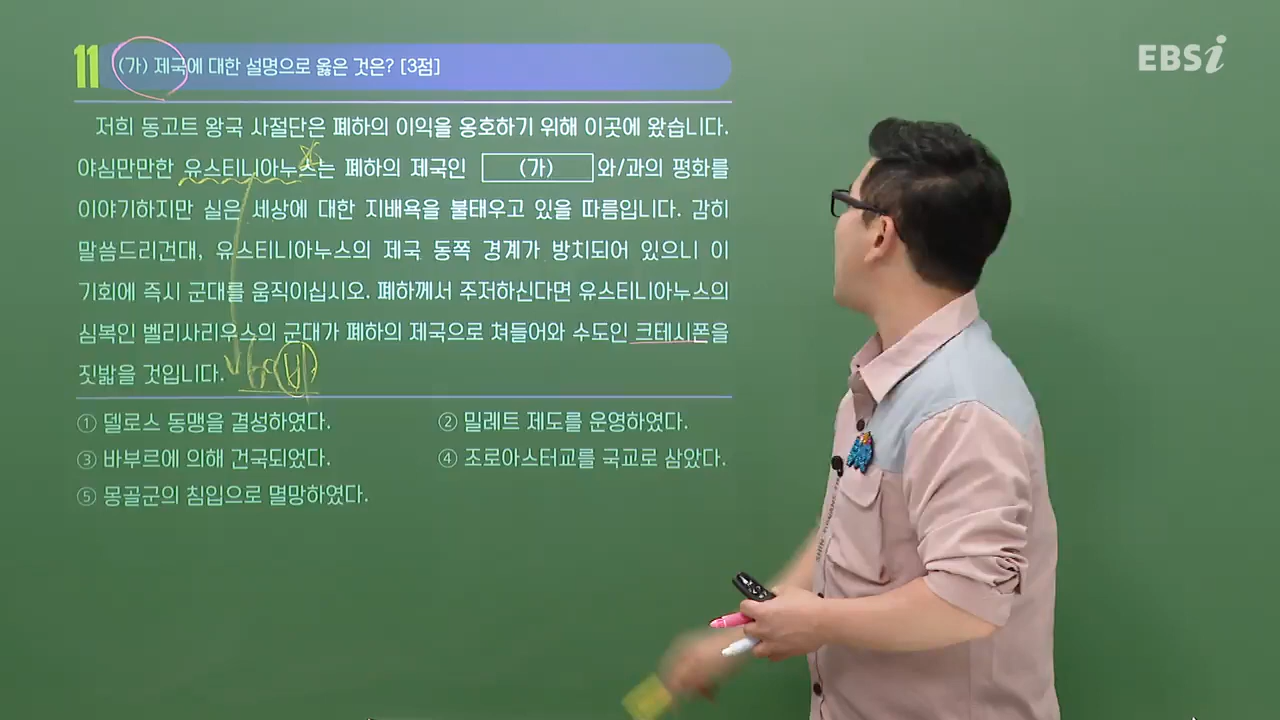 11 (가) 제국에 대한 설명으로 옳은 것은? [3점]
EBSi
저희 동고트 왕국 사절단은 폐하의 이익을 옹호하기 위해 이곳에 왔습니다.
야심만만한 유스티니아누스는 폐하의 제국인 (가) 와/과의 평화를
이야기하지만 실은 세상에 대한 지배욕을 불태우고 있을 따름입니다. 감히
말씀드리건대, 유스티니아누스의 제국 동쪽 경계가 방치되어 있으니 이
기회에 즉시 군대를 움직이십시오. 폐하께서 주저하신다면 유스티니아누스의
심복인 벨리사리우스의 군대가 폐하의 제국으로 쳐들어와 수도인 크테시폰을
짓밟을 것입니다.
① 델로스 동맹을 결성하였다.
② 밀레트 제도를 운영하였다.
③ 바부르에 의해 건국되었다.
④ 조로아스터교를 국교로 삼았다.
⑤ 몽골군의 침입으로 멸망하였다.